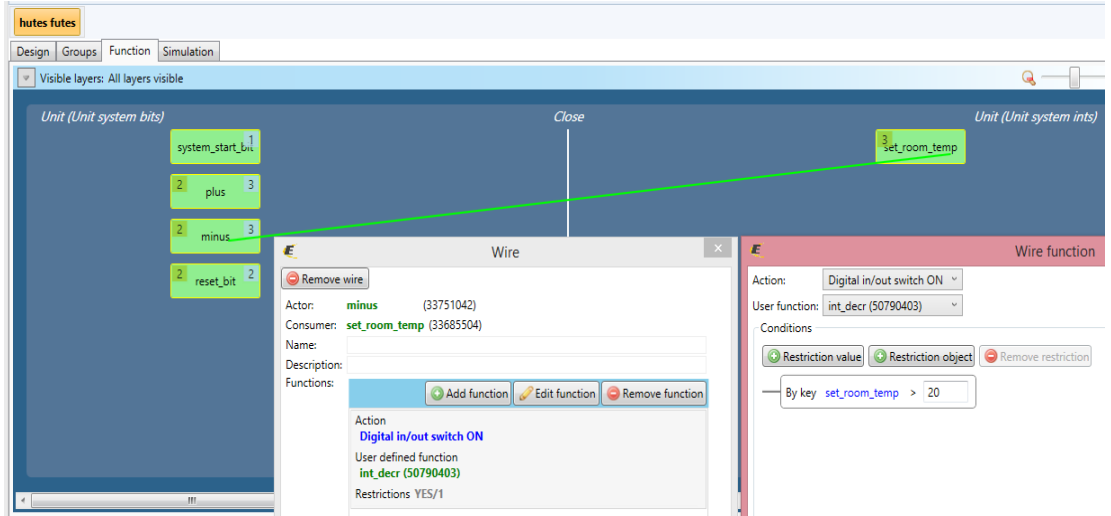 hutes futes
Design Groups Function Simulation
Visible layers: All layers visible
Unit (Unit system bits) Close Unit (Unit system ints)
system_start_bit 1
3 set_room_temp
2 plus 3
2 minus 3
2 reset_bit 2
Wire
Remove wire
Actor: minus (33751042)
Consumer: set_room_temp (33685504)
Name:
Description:
Functions:
Add function Edit function Remove function
Action
Digital in/out switch ON
User defined function
int_decr (50790403)
Restrictions YES/1
Wire function
Action: Digital in/out switch ON
User function: int_decr (50790403)
Conditions
Restriction value Restriction object Remove restriction
By key set_room_temp > 20